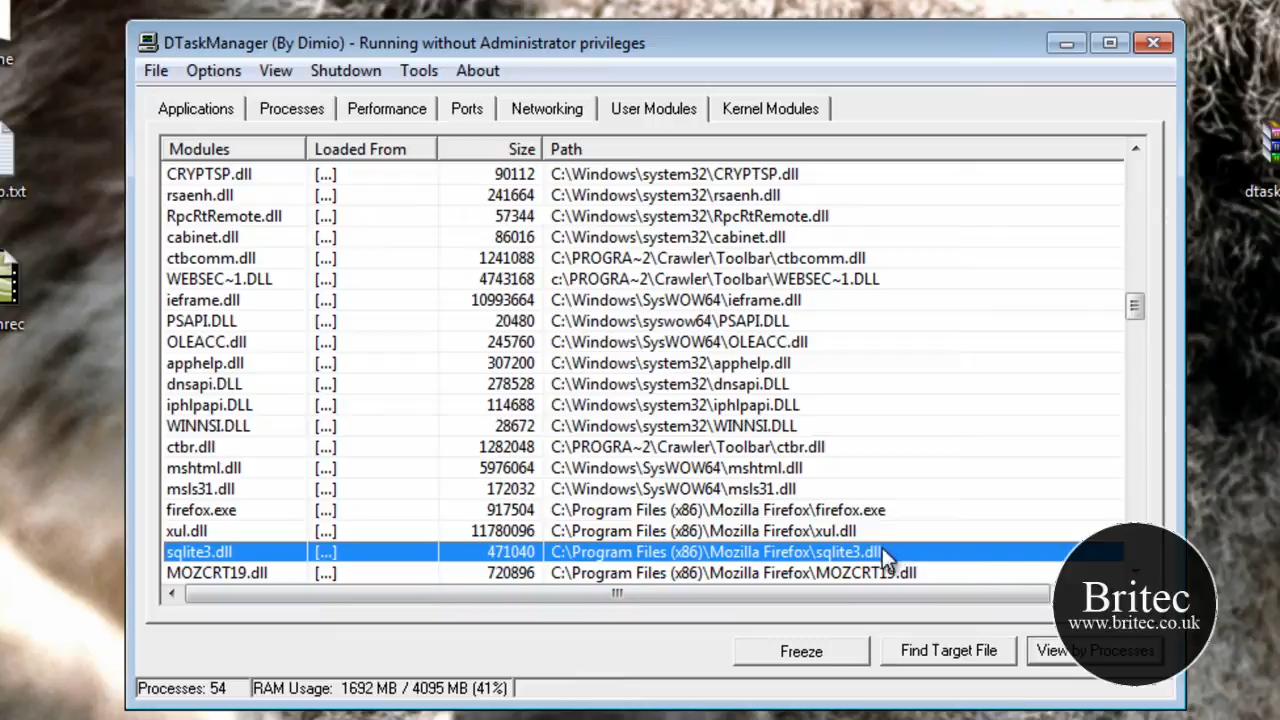 DTaskManager (By Dimio) - Running without Administrator privileges
File Options View Shutdown Tools About
Applications Processes Performance Ports Networking User Modules Kernel Modules
Modules Loaded From Size Path
CRYPTSP.dll [...] 90112 C:\Windows\system32\CRYPTSP.dll
rsaenh.dll [...] 241664 C:\Windows\system32\rsaenh.dll
RpcRtRemote.dll [...] 57344 C:\Windows\system32\RpcRtRemote.dll
cabinet.dll [...] 86016 C:\Windows\system32\cabinet.dll
ctbcomm.dll [...] 1241088 C:\PROGRA~2\Crawler\Toolbar\ctbcomm.dll
WEBSEC~1.DLL [...] 4743168 c:\PROGRA~2\Crawler\Toolbar\WEBSEC~1.DLL
ieframe.dll [...] 10993664 C:\Windows\SysWOW64\ieframe.dll
PSAPI.DLL [...] 20480 C:\Windows\syswow64\PSAPI.DLL
OLEACC.dll [...] 245760 C:\Windows\SysWOW64\OLEACC.dll
apphelp.dll [...] 307200 C:\Windows\system32\apphelp.dll
dnsapi.DLL [...] 278528 C:\Windows\system32\dnsapi.DLL
iphlpapi.DLL [...] 114688 C:\Windows\system32\iphlpapi.DLL
WINNSI.DLL [...] 28672 C:\Windows\system32\WINNSI.DLL
ctbr.dll [...] 1282048 C:\PROGRA~2\Crawler\Toolbar\ctbr.dll
mshtml.dll [...] 5976064 C:\Windows\SysWOW64\mshtml.dll
msls31.dll [...] 172032 C:\Windows\SysWOW64\msls31.dll
firefox.exe [...] 917504 C:\Program Files (x86)\Mozilla Firefox\firefox.exe
xul.dll [...] 11780096 C:\Program Files (x86)\Mozilla Firefox\xul.dll
sqlite3.dll [...] 471040 C:\Program Files (x86)\Mozilla Firefox\sqlite3.dll
MOZCRT19.dll [...] 720896 C:\Program Files (x86)\Mozilla Firefox\MOZCRT19.dll
Freeze Find Target File View by Processes
Processes: 54 RAM Usage: 1692 MB / 4095 MB (41%)
Britec
www.britec.co.uk
dtask
.txt